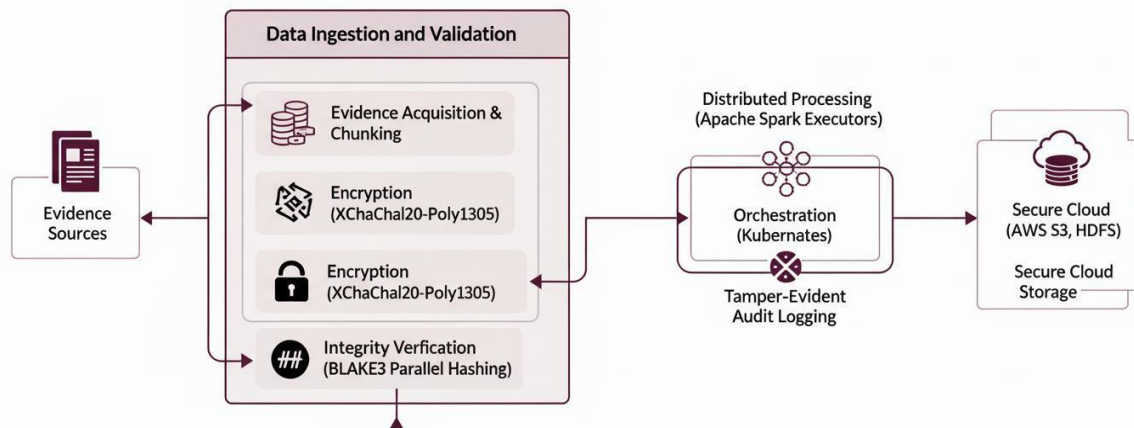 Data Ingestion and Validation
Evidence Acquisition &
Chunking
Encryption
(XChaChal20-Poly1305)
Encryption
(XChaChal20-Poly1305)
Integrity Verfication
(BLAKE3 Parallel Hashing)
Evidence
Sources
Distributed Processing
(Apache Spark Executors)
Orchestration
(Kubernates)
Tamper-Evident
Audit Logging
Secure Cloud
(AWS S3, HDFS)
Secure Cloud
Storage